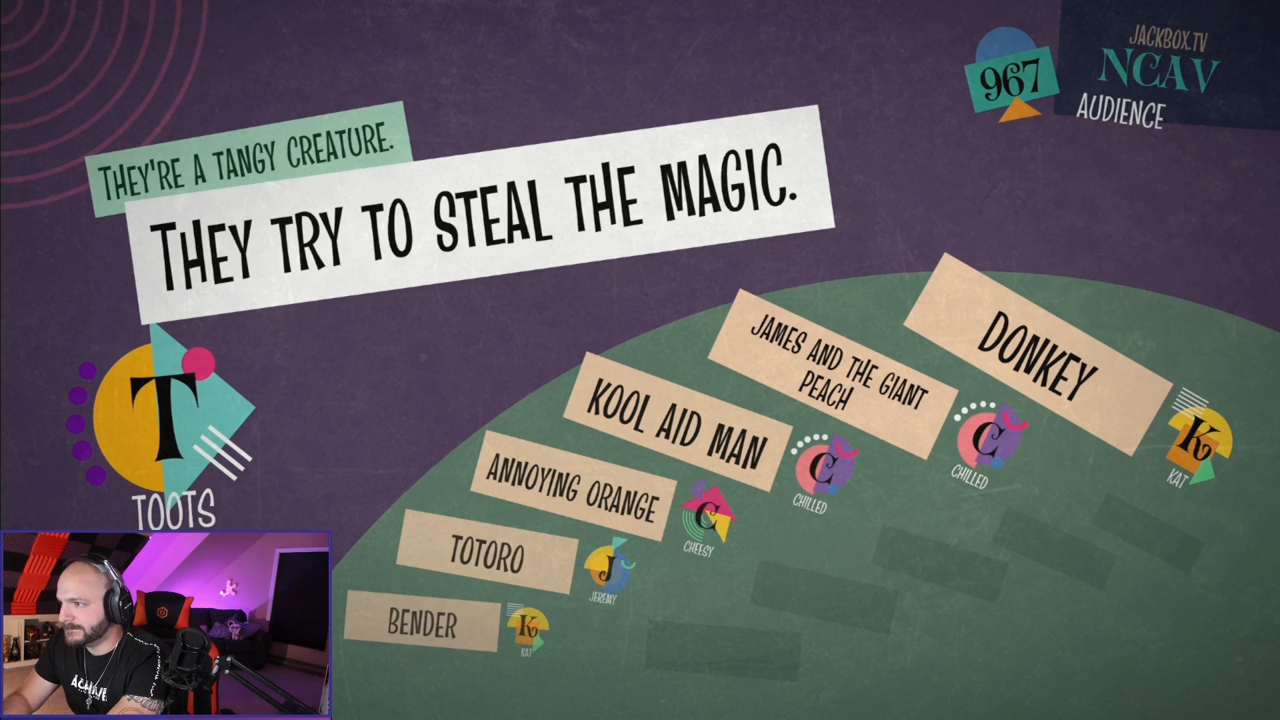 JACKBOX.TV
967
NCAV
AUDIENCE
THEY'RE A TANGY CREATURE.
THEY TRY TO STEAL THE MAGIC.
T
TOOTS
DONKEY
K
KAT
JAMES AND THE GIANT
PEACH
C
CHILLED
KOOL AID MAN
C
CHILLED
ANNOYING ORANGE
C
CHEESY
TOTORO
J
JEREMY
BENDER
K
KAT